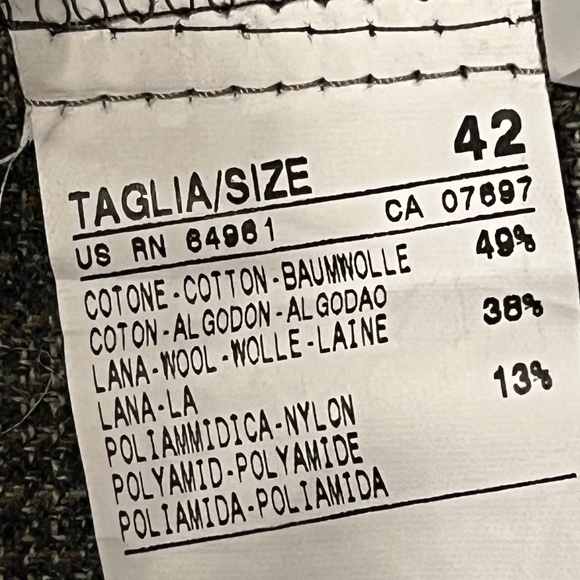 TAGLIA/SIZE 42
US RN 64961 CA 07697
COTONE-COTTON-BAUMWOLLE 49%
COTON-ALGODON-ALGODAO
LANA-WOOL-WOLLE-LAINE 38%
LANA-LA
POLIAMMIDICA-NYLON 13%
POLYAMID-POLYAMIDE
POLIAMIDA-POLIAMIDA